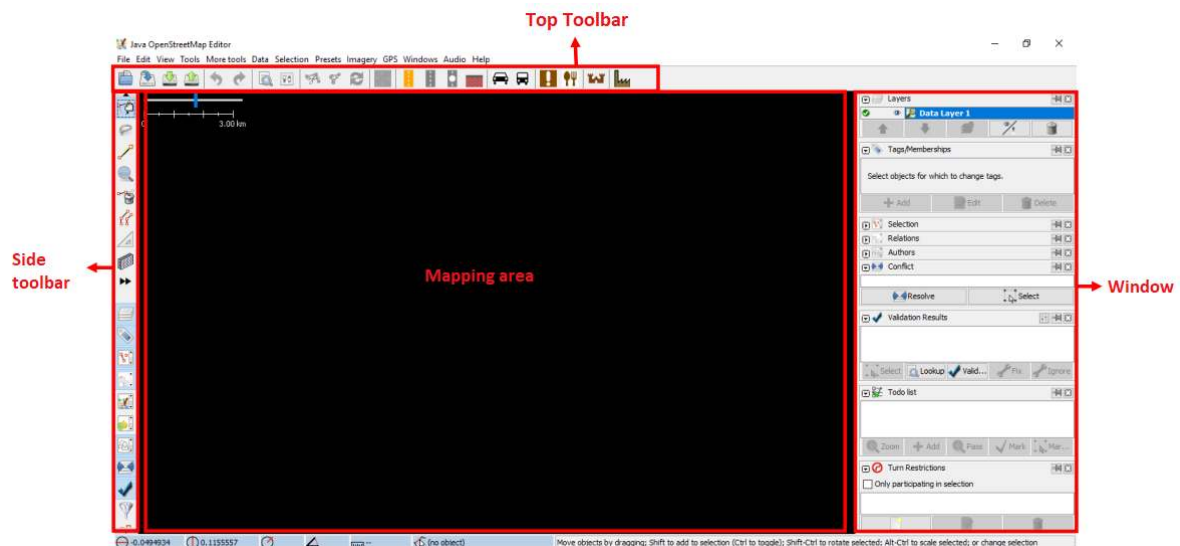 Top Toolbar
Java OpenStreetMap Editor
File Edit View Tools More tools Data Selection Presets Imagery GPS Windows Audio Help
0
3.00 km
Side
toolbar
Mapping area
Window
Layers
Data Layer 1
Tags/Memberships
Select objects for which to change tags.
Add Edit Delete
Selection
Relations
Authors
Conflict
Resolve Select
Validation Results
Select Lookup Valid... Fix Ignore
Todo list
Zoom Add Pass Mark Mar...
Turn Restrictions
Only participating in selection
-0.0494934 0.1155557 -- (no object) Move objects by dragging; Shift to add to selection (Ctrl to toggle); Shift-Ctrl to rotate selected; Alt-Ctrl to scale selected; or change selection